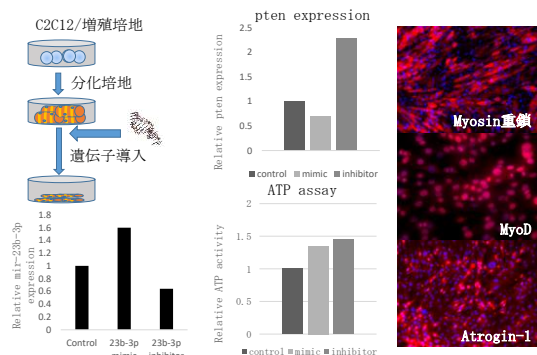 C2C12/増殖培地
分化培地
遺伝子導入
Relative mir-23b-3p
expression
1.8
1.6
1.4
1.2
1
0.8
0.6
0.4
0.2
0
Control
23b-3p
mimic
23b-3p
inhibitor
pten expression
Relative pten expression
2.5
2
1.5
1
0.5
0
control mimic inhibitor
ATP assay
Relative ATP activity
2
1.5
1
0.5
0
control mimic inhibitor
Myosin重鎖
MyoD
Atrogin-1